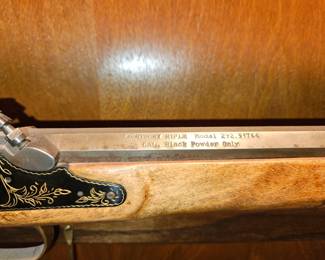 KENTUCKY RIFLE Model
CAL. Black Powder Only